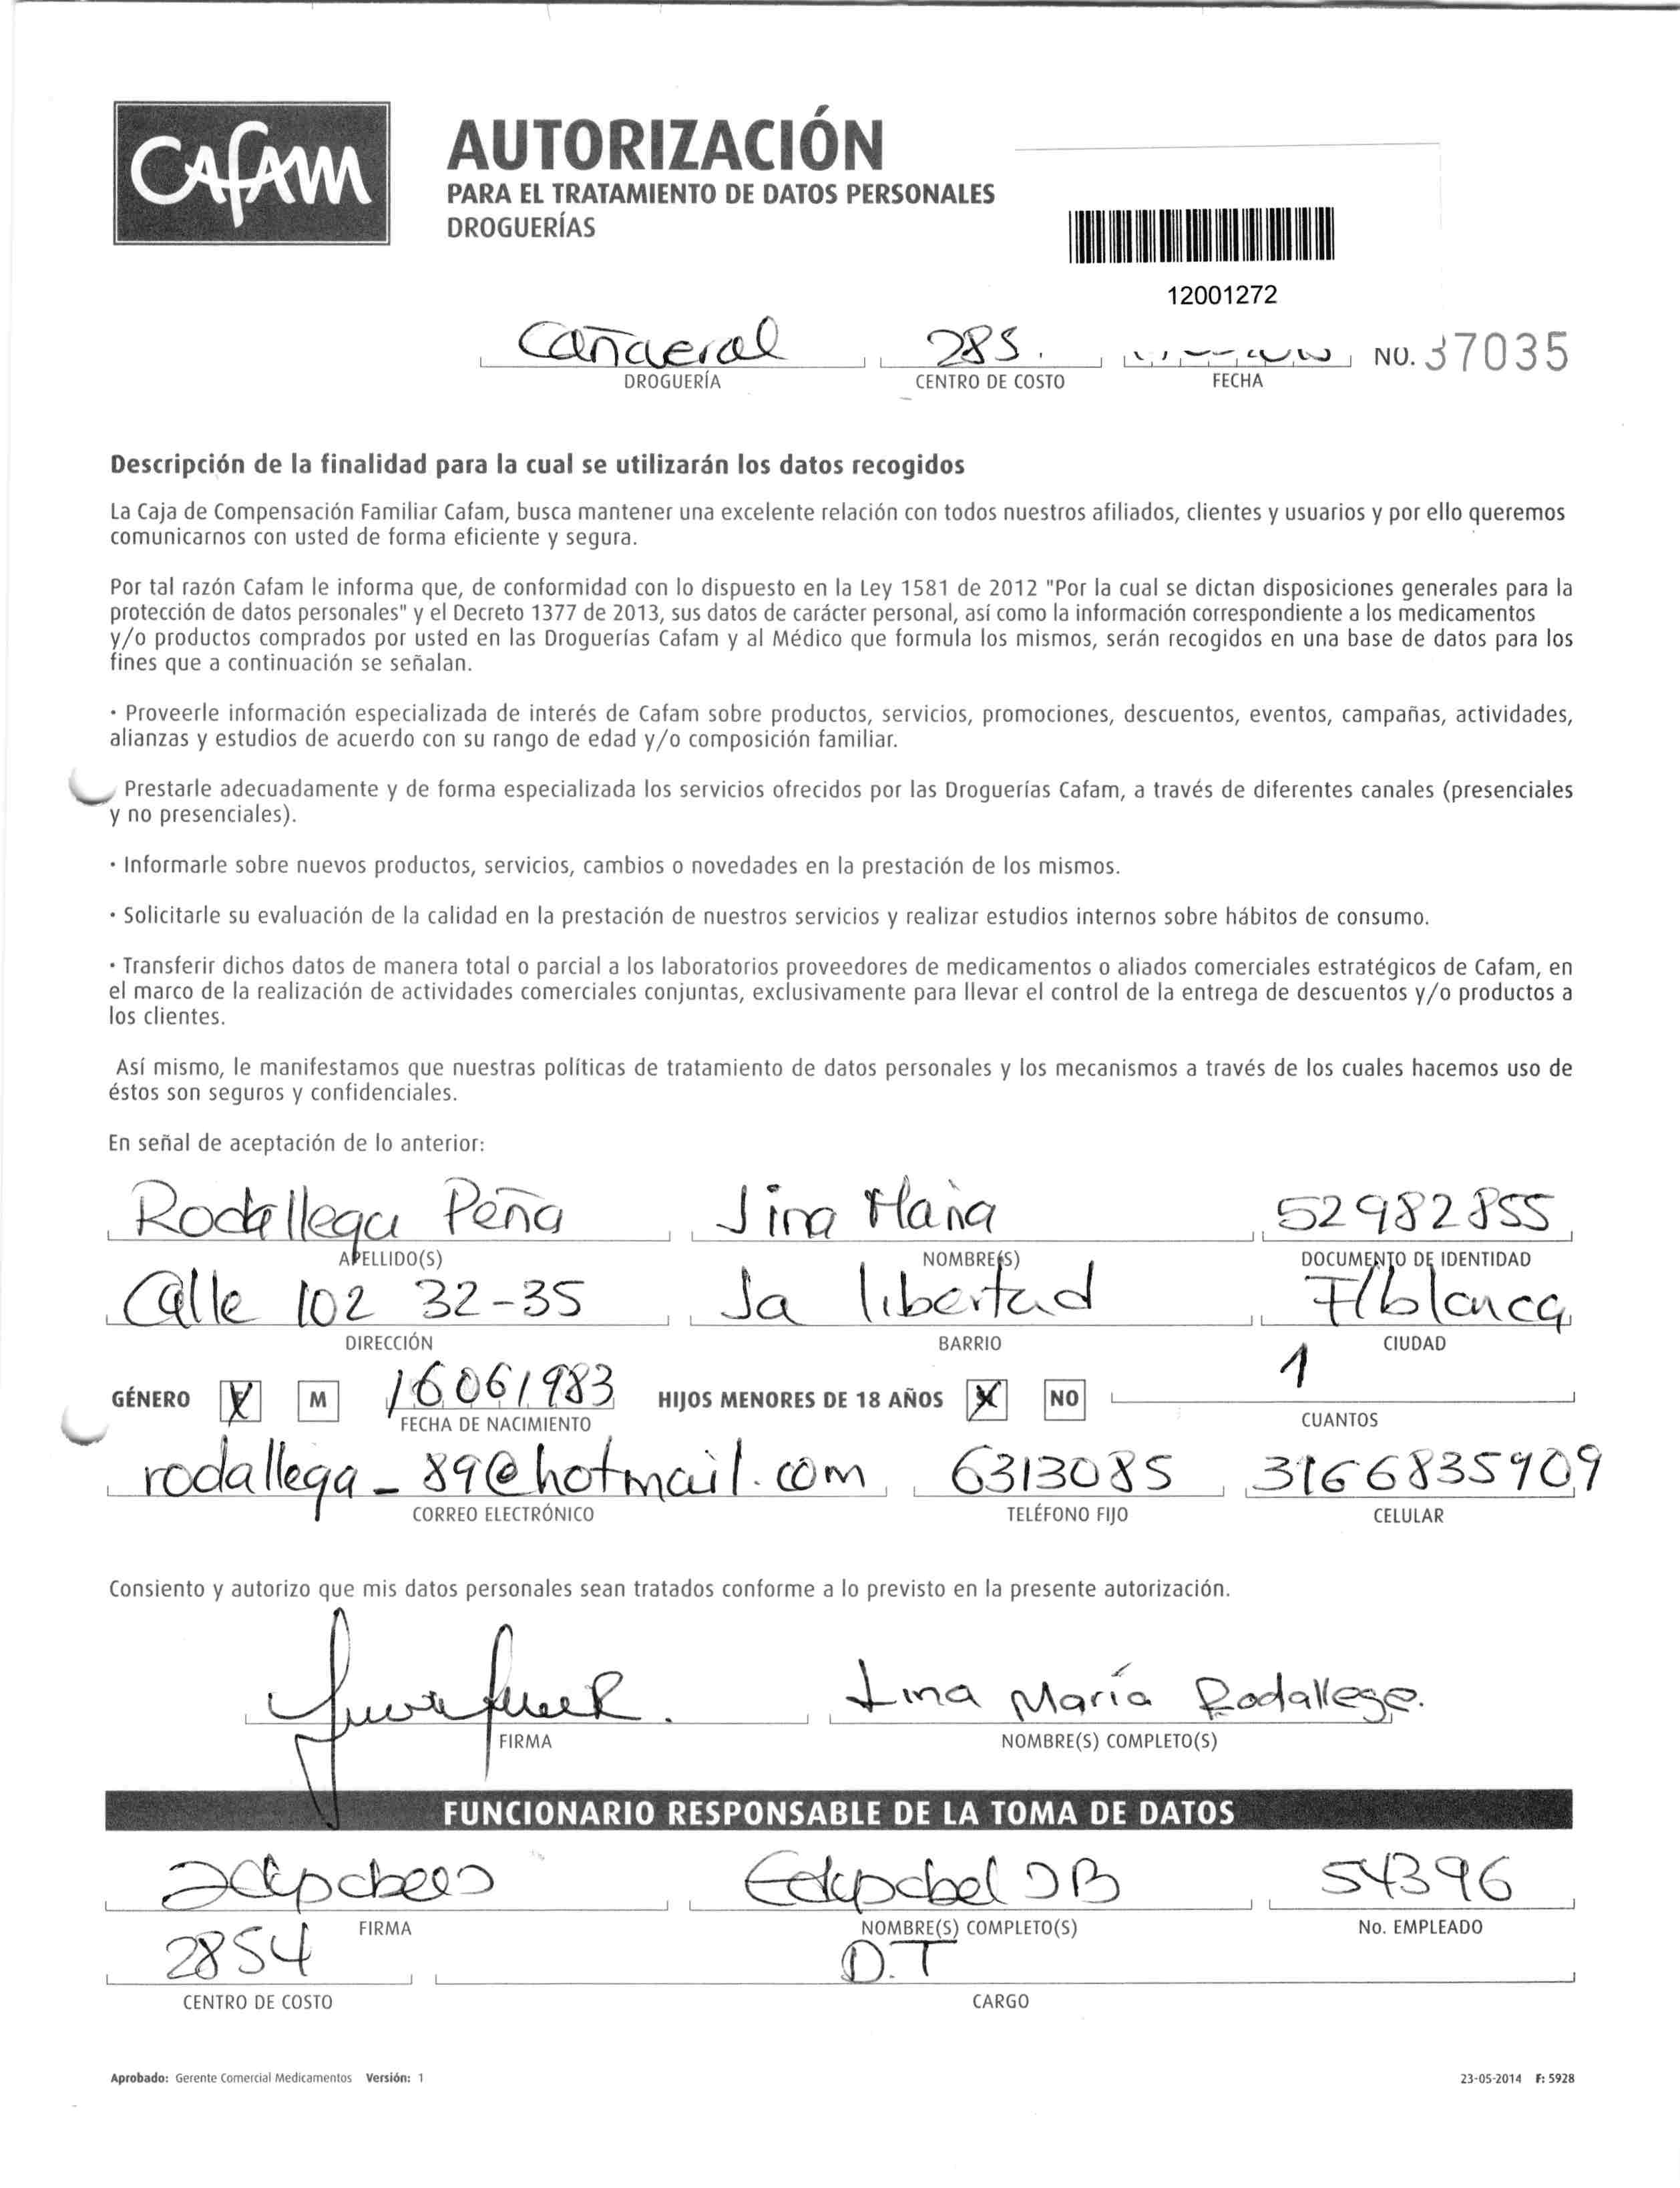 Cafam
AUTORIZACIÓN
PARA EL TRATAMIENTO DE DATOS PERSONALES
DROGUERÍAS
12001272
Cañaeral 285. NO. 37035
DROGUERÍA CENTRO DE COSTO FECHA
Descripción de la finalidad para la cual se utilizarán los datos recogidos
La Caja de Compensación Familiar Cafam, busca mantener una excelente relación con todos nuestros afiliados, clientes y usuarios y por ello queremos
comunicarnos con usted de forma eficiente y segura.
Por tal razón Cafam le informa que, de conformidad con lo dispuesto en la Ley 1581 de 2012 "Por la cual se dictan disposiciones generales para la
protección de datos personales" y el Decreto 1377 de 2013, sus datos de carácter personal, así como la información correspondiente a los medicamentos
y/o productos comprados por usted en las Droguerías Cafam y al Médico que formula los mismos, serán recogidos en una base de datos para los
fines que a continuación se señalan.
· Proveerle información especializada de interés de Cafam sobre productos, servicios, promociones, descuentos, eventos, campañas, actividades,
alianzas y estudios de acuerdo con su rango de edad y/o composición familiar.
Prestarle adecuadamente y de forma especializada los servicios ofrecidos por las Droguerías Cafam, a través de diferentes canales (presenciales
y no presenciales).
· Informarle sobre nuevos productos, servicios, cambios o novedades en la prestación de los mismos.
· Solicitarle su evaluación de la calidad en la prestación de nuestros servicios y realizar estudios internos sobre hábitos de consumo.
· Transferir dichos datos de manera total o parcial a los laboratorios proveedores de medicamentos o aliados comerciales estratégicos de Cafam, en
el marco de la realización de actividades comerciales conjuntas, exclusivamente para llevar el control de la entrega de descuentos y/o productos a
los clientes.
Así mismo, le manifestamos que nuestras políticas de tratamiento de datos personales y los mecanismos a través de los cuales hacemos uso de
éstos son seguros y confidenciales.
En señal de aceptación de lo anterior:
Rodallega Peña Lina Maria 52982855
APELLIDO(S) NOMBRE(S) DOCUMENTO DE IDENTIDAD
Calle 102 32-35 La libertad F/blanca
DIRECCIÓN BARRIO CIUDAD
GÉNERO X M 16061983 HIJOS MENORES DE 18 AÑOS X NO 1
FECHA DE NACIMIENTO CUANTOS
rodallega_89@hotmail.com 6313085 3166835909
CORREO ELECTRÓNICO TELÉFONO FIJO CELULAR
Consiento y autorizo que mis datos personales sean tratados conforme a lo previsto en la presente autorización.
Lina María Rodallega.
FIRMA NOMBRE(S) COMPLETO(S)
FUNCIONARIO RESPONSABLE DE LA TOMA DE DATOS
54396
FIRMA NOMBRE(S) COMPLETO(S) No. EMPLEADO
2854 D.T
CENTRO DE COSTO CARGO
Aprobado: Gerente Comercial Medicamentos Versión: 1 23-05-2014 F: 5928